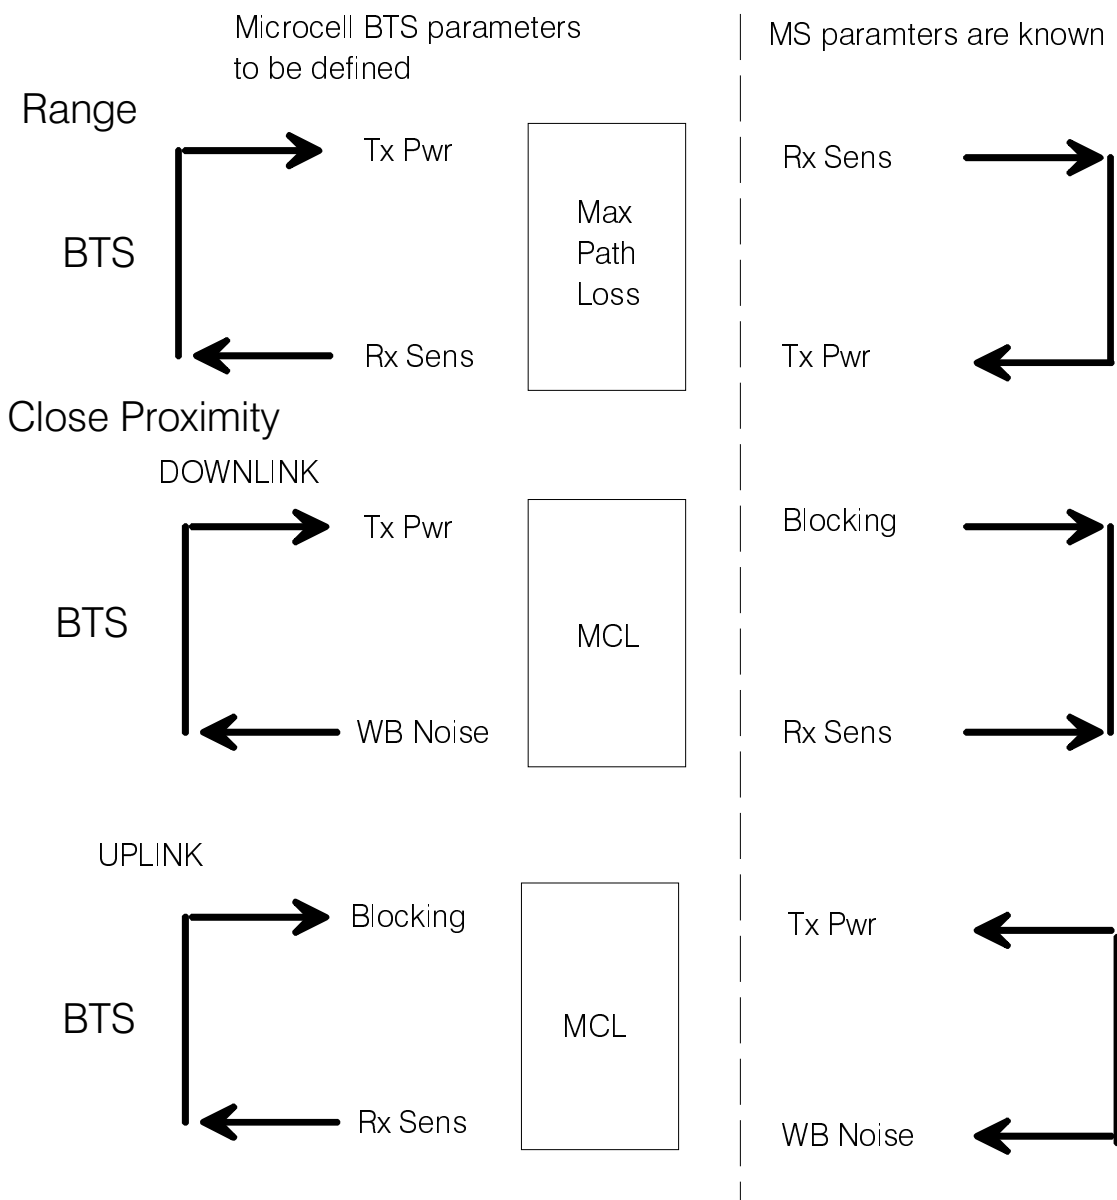 Microcell BTS parameters
to be defined
MS paramters are known
Range
Tx Pwr
Rx Sens
BTS
Max
Path
Loss
Rx Sens
Tx Pwr
Close Proximity
DOWNLINK
Tx Pwr
Blocking
BTS
MCL
WB Noise
Rx Sens
UPLINK
Blocking
Tx Pwr
BTS
MCL
Rx Sens
WB Noise